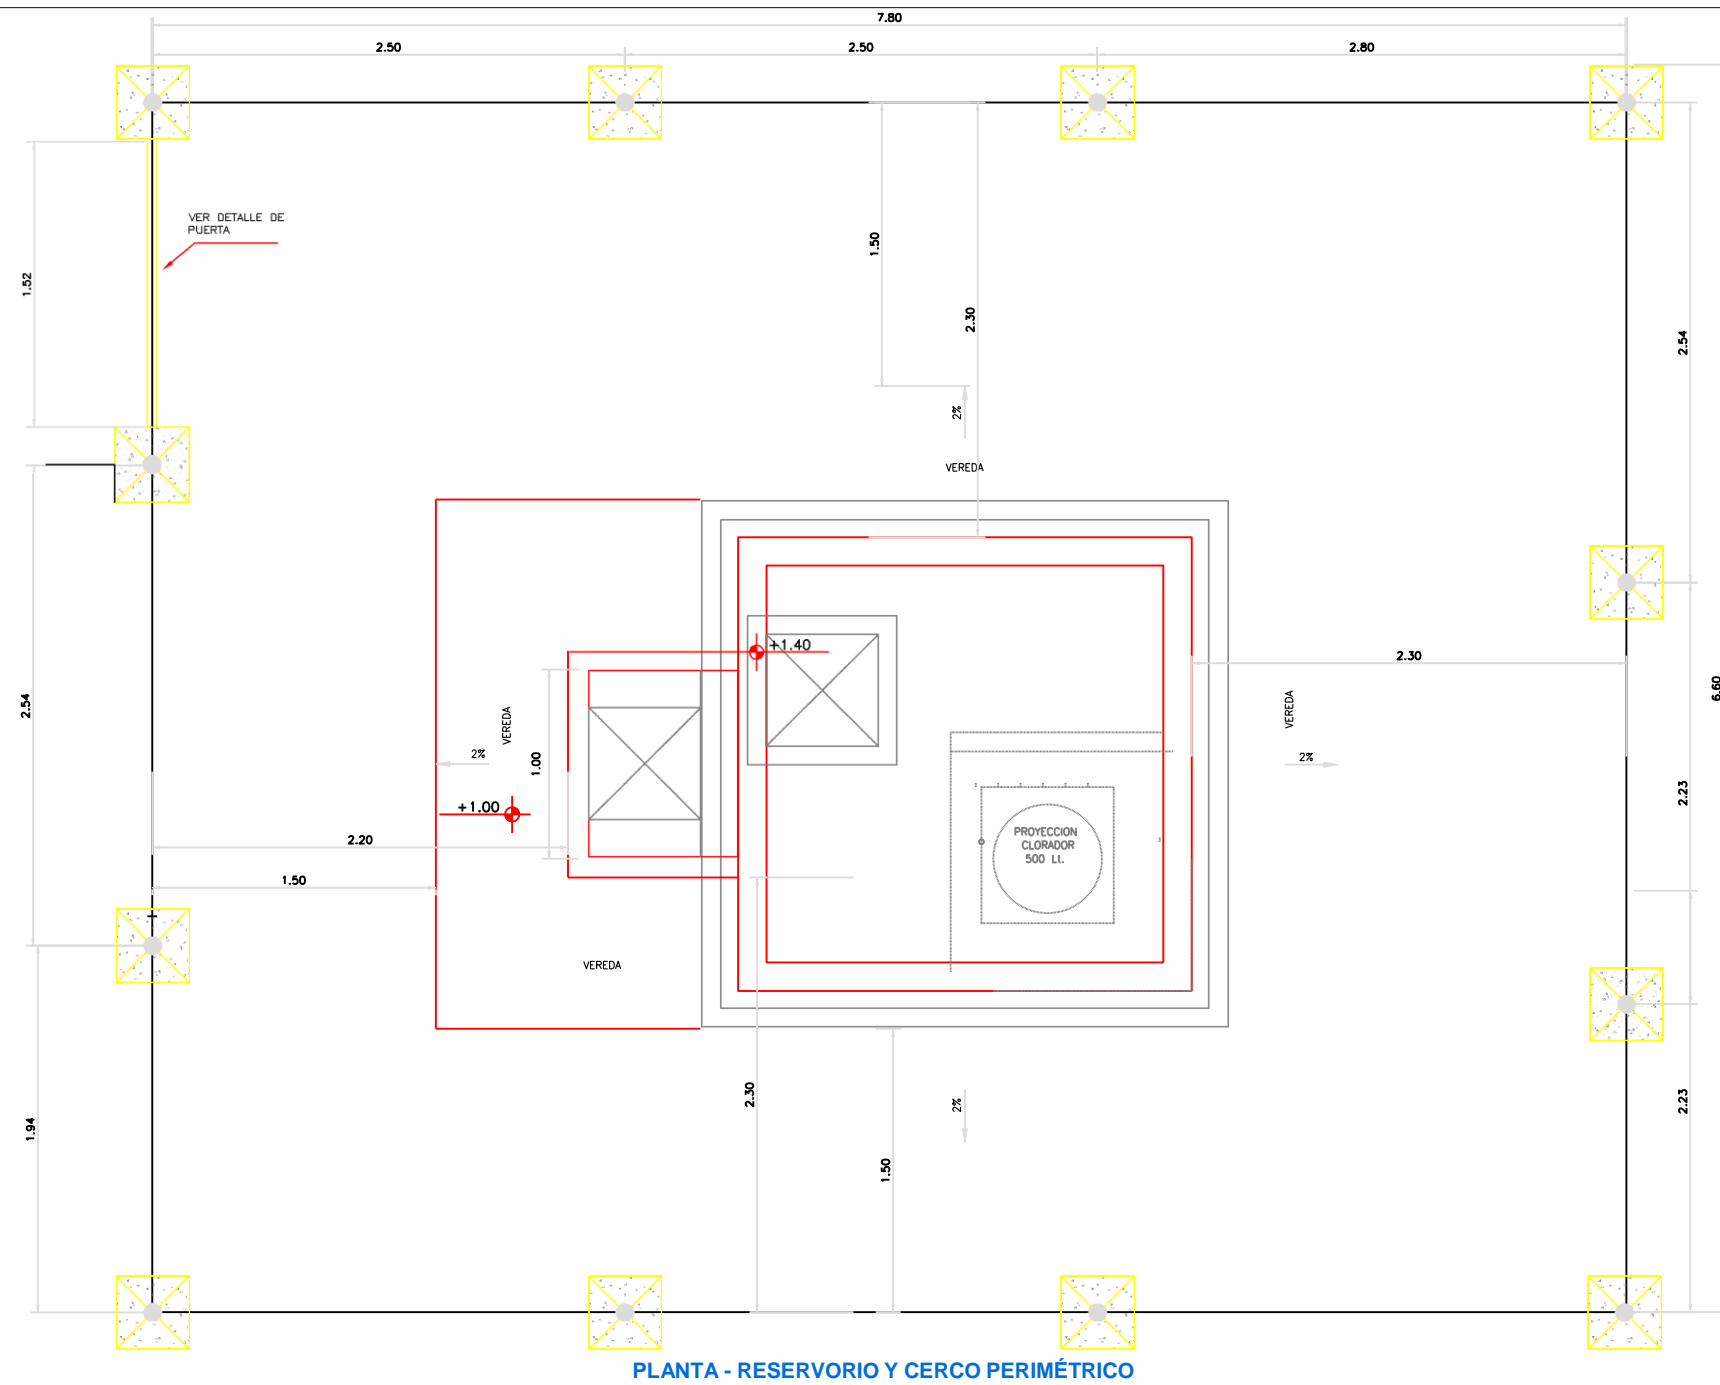 7.80
2.50
2.50
2.80
VER DETALLE DE
PUERTA
1.52
1.50
2.30
2.54
2%
VEREDA
+1.40
2.30
6.60
2.54
VEREDA
VEREDA
2%
1.00
2%
2.23
+1.00
PROYECCION
CLORADOR
500 Lt.
2.20
1.50
VEREDA
2.30
2%
2.23
1.94
1.50
PLANTA - RESERVORIO Y CERCO PERIMÉTRICO